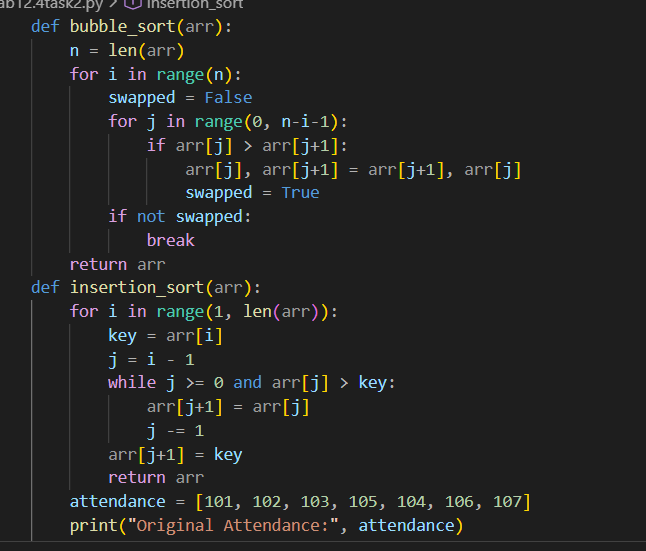 ab12.4task2.py > insertion_sort
def bubble_sort(arr):
    n = len(arr)
    for i in range(n):
        swapped = False
        for j in range(0, n-i-1):
            if arr[j] > arr[j+1]:
                arr[j], arr[j+1] = arr[j+1], arr[j]
                swapped = True
        if not swapped:
            break
    return arr
def insertion_sort(arr):
    for i in range(1, len(arr)):
        key = arr[i]
        j = i - 1
        while j >= 0 and arr[j] > key:
            arr[j+1] = arr[j]
            j -= 1
        arr[j+1] = key
        return arr
    attendance = [101, 102, 103, 105, 104, 106, 107]
    print("Original Attendance:", attendance)